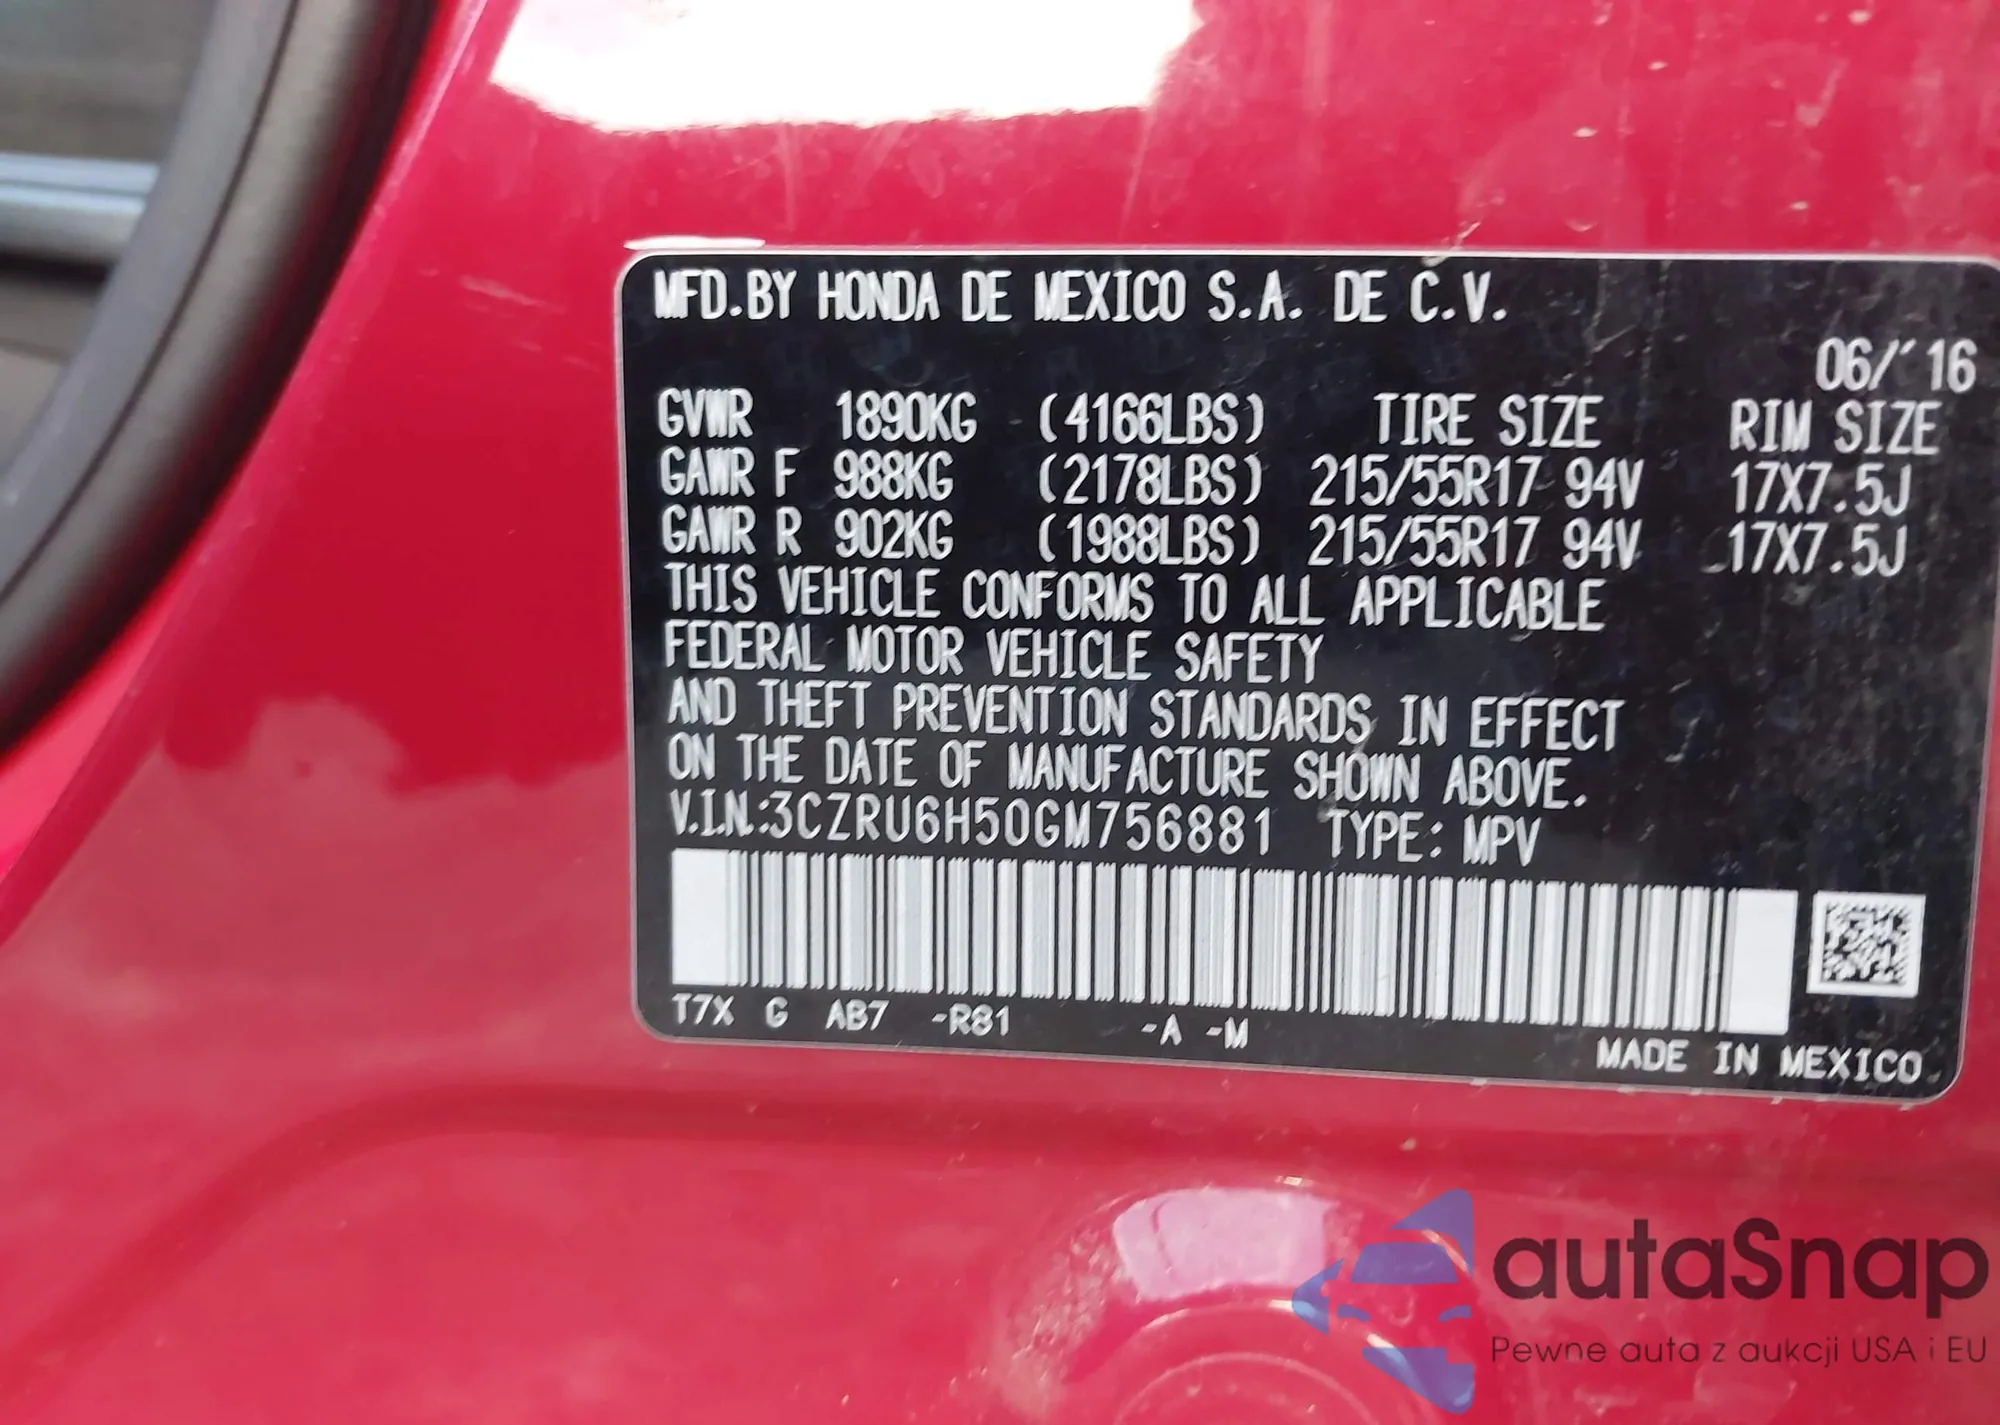 MFD.BY HONDA DE MEXICO S.A. DE C.V.
06/'16
GVWR 1890KG (4166LBS) TIRE SIZE RIM SIZE
GAWR F 988KG (2178LBS) 215/55R17 94V 17X7.5J
GAWR R 902KG (1988LBS) 215/55R17 94V 17X7.5J
THIS VEHICLE CONFORMS TO ALL APPLICABLE
FEDERAL MOTOR VEHICLE SAFETY
AND THEFT PREVENTION STANDARDS IN EFFECT
ON THE DATE OF MANUFACTURE SHOWN ABOVE.
V.I.N.:3CZRU6H50GM756881 TYPE: MPV
T7X G AB7 -R81 -A -M
MADE IN MEXICO
autaSnap
Pewne auta z aukcji USA i EU